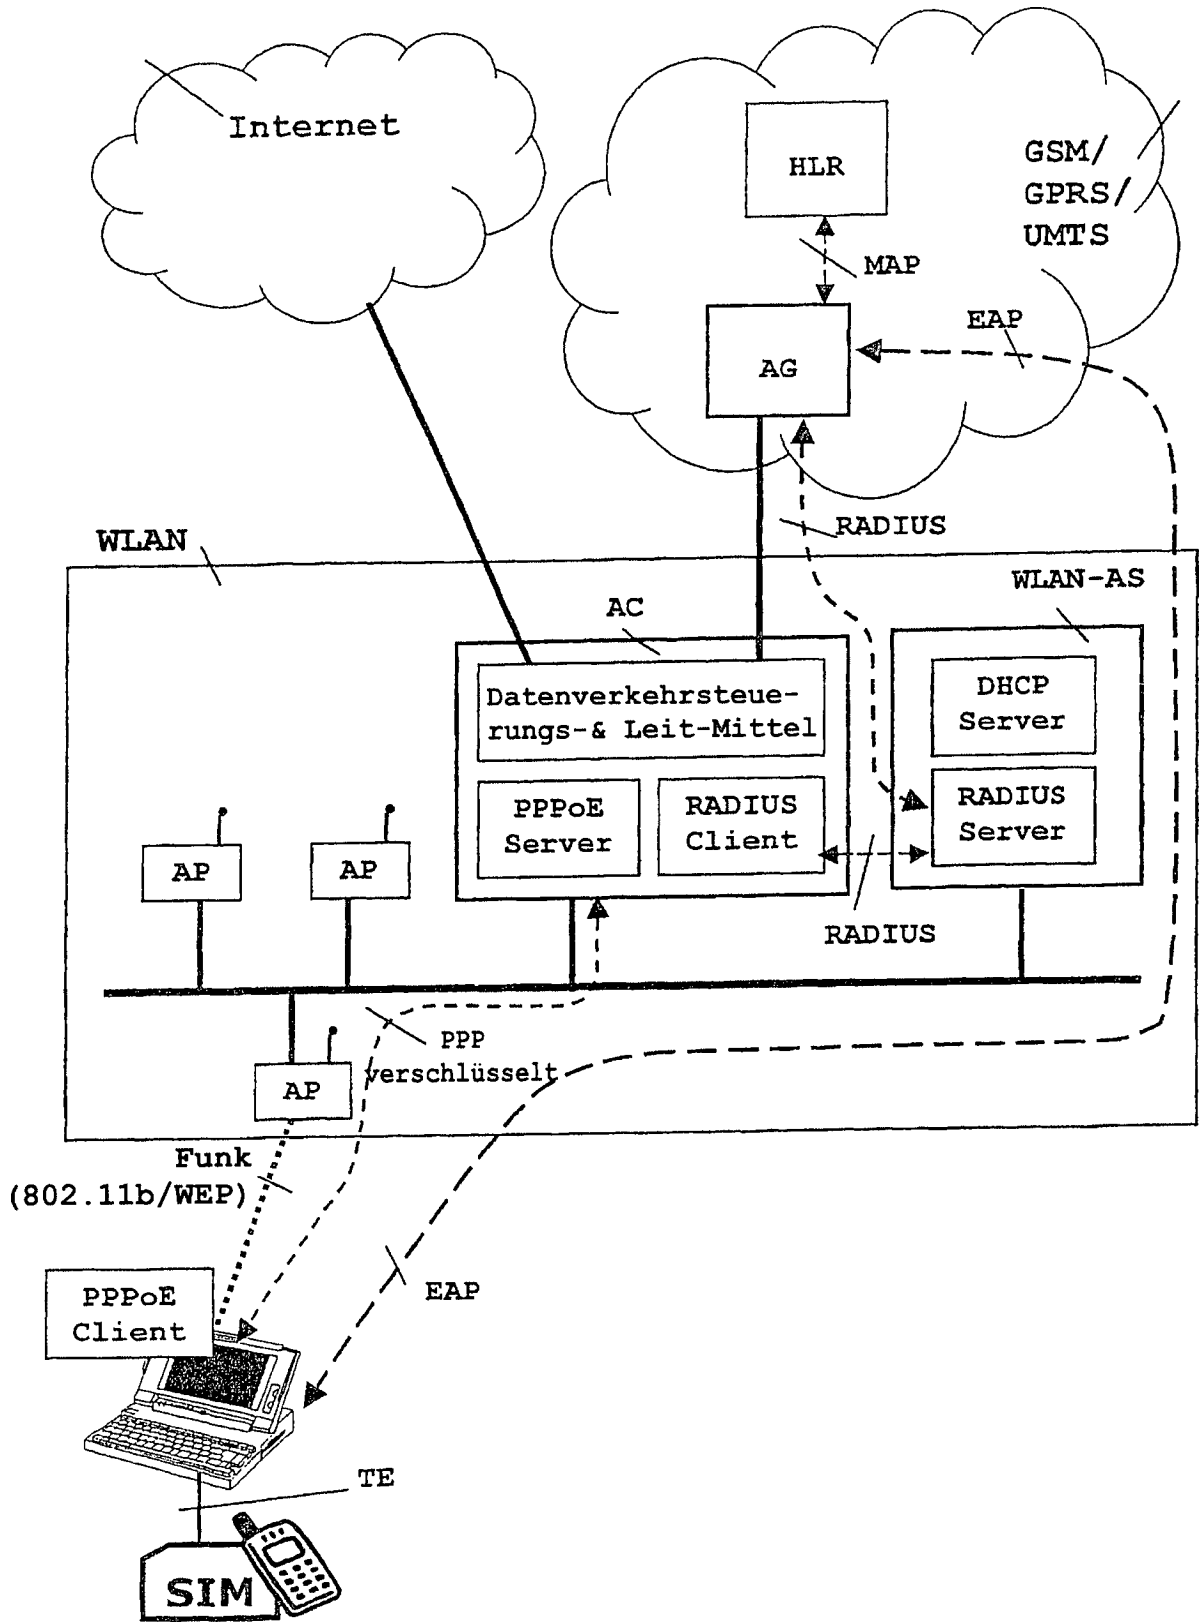 Internet
HLR
GSM/
GPRS/
UMTS
MAP
EAP
AG
RADIUS
WLAN
WLAN-AS
AC
DHCP
Server
Datenverkehrsteue-
rungs-& Leit-Mittel
PPPoE
Server
RADIUS
Client
RADIUS
Server
AP
AP
RADIUS
PPP
verschlüsselt
AP
Funk
(802.11b/WEP)
EAP
PPPoE
Client
TE
SIM